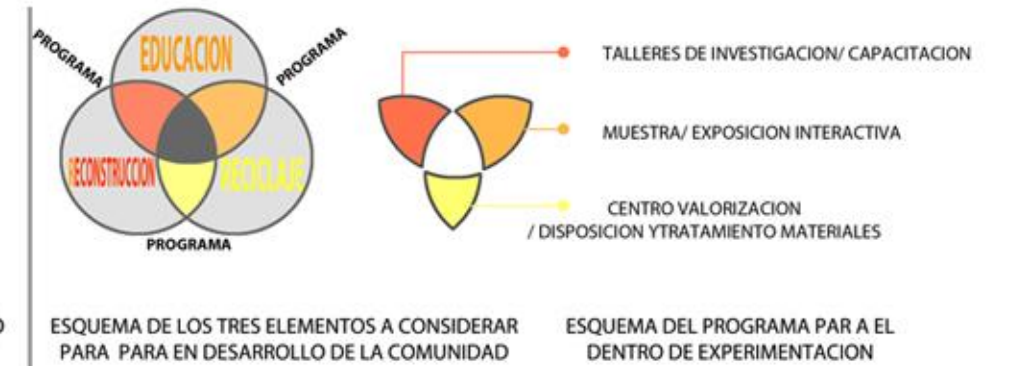 PROGRAMA
EDUCACION
PROGRAMA
RECONSTRUCCION
RECICLAJE
PROGRAMA
TALLERES DE INVESTIGACION/ CAPACITACION
MUESTRA/ EXPOSICION INTERACTIVA
CENTRO VALORIZACION
/ DISPOSICION YTRATAMIENTO MATERIALES
ESQUEMA DE LOS TRES ELEMENTOS A CONSIDERAR
PARA PARA EN DESARROLLO DE LA COMUNIDAD
ESQUEMA DEL PROGRAMA PAR A EL
DENTRO DE EXPERIMENTACION